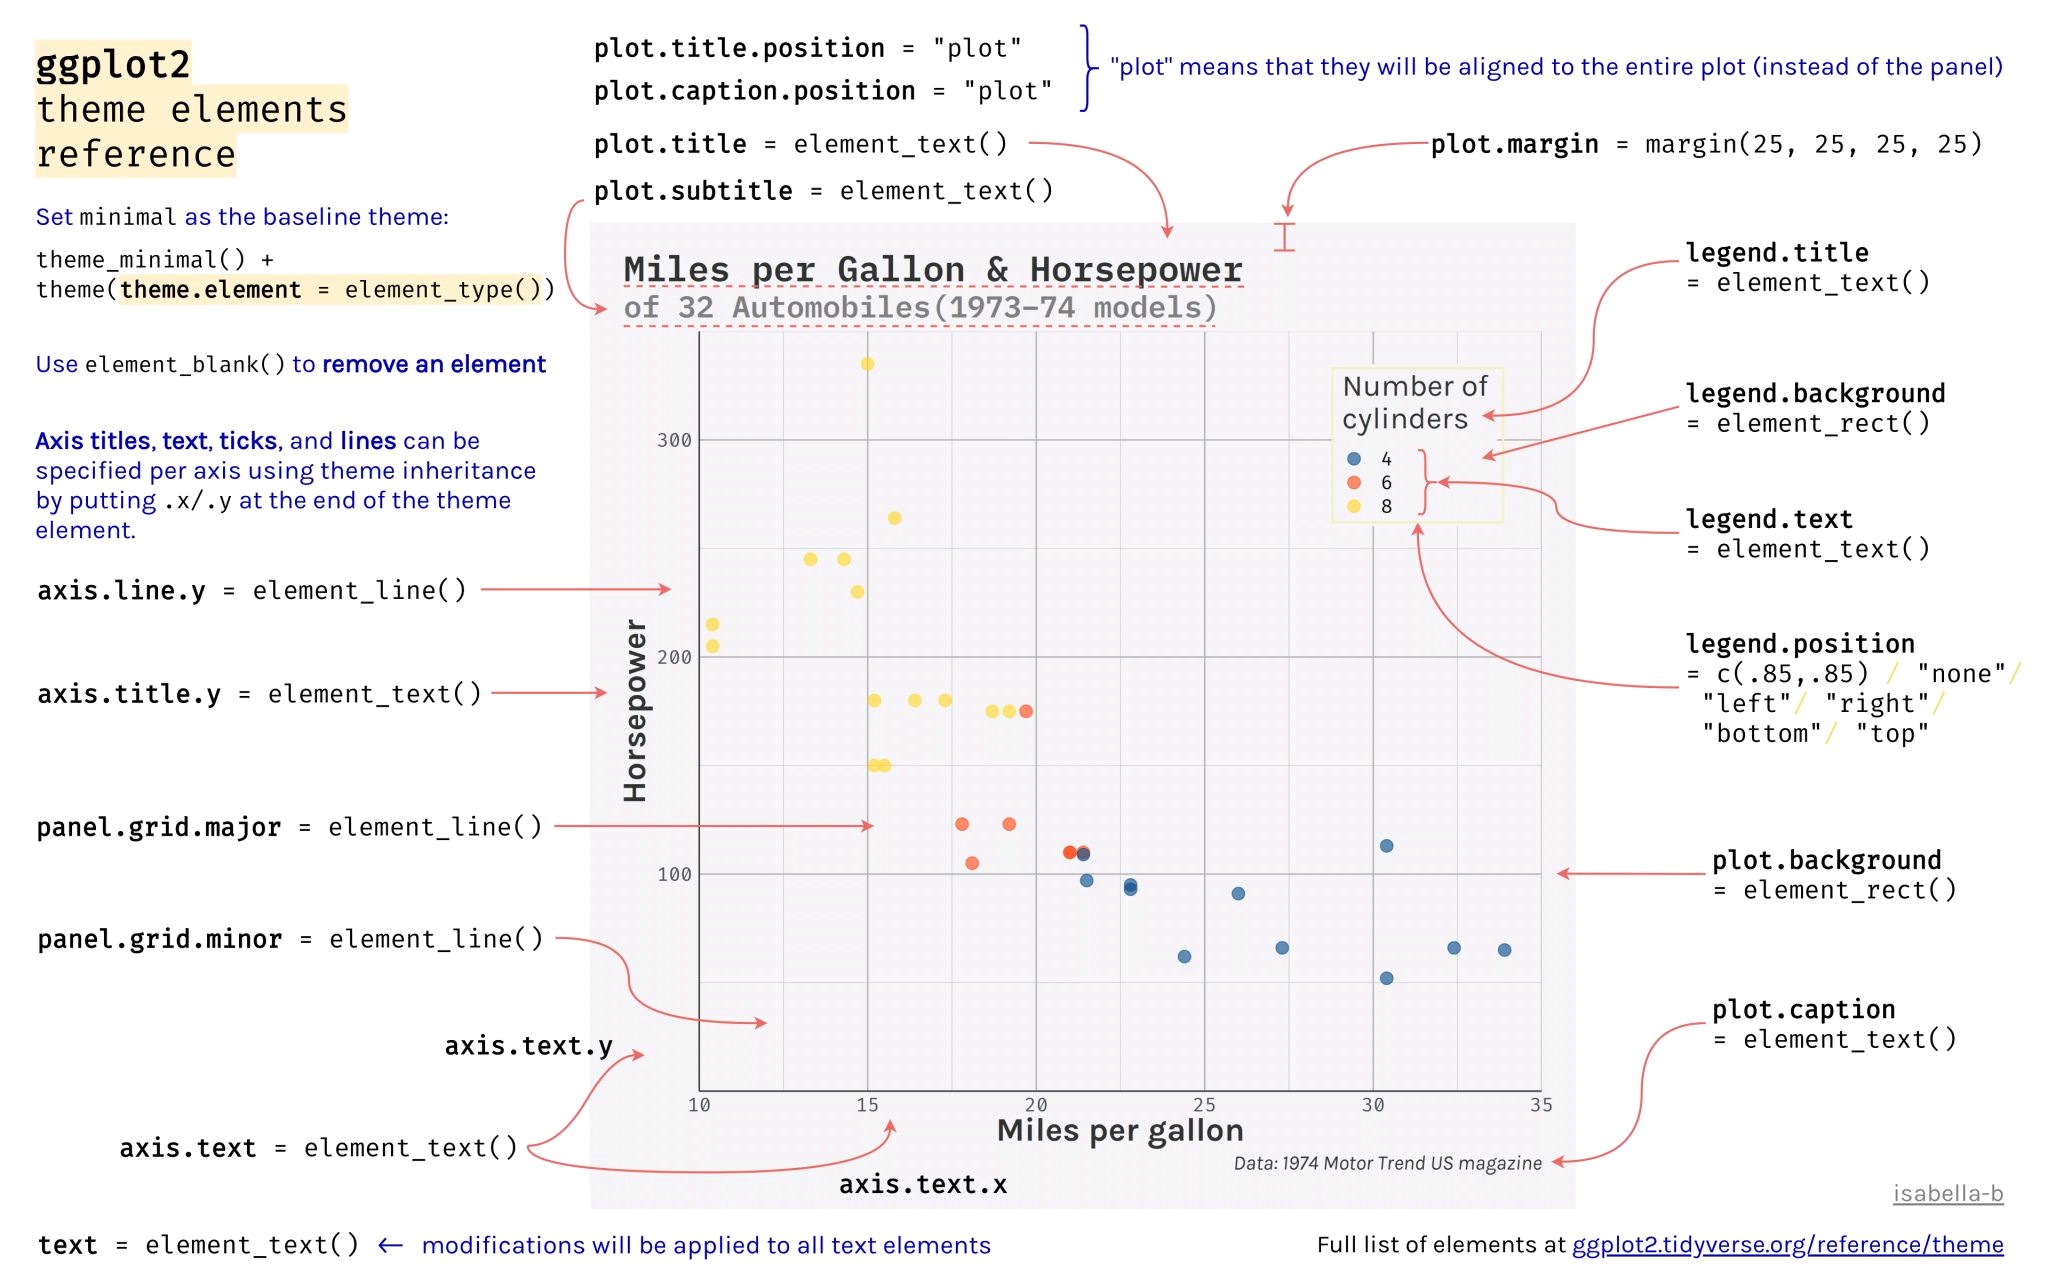 ggplot2
theme elements
reference
Set minimal as the baseline theme:
theme_minimal() +
theme(theme.element = element_type())
Use element_blank() to remove an element
Axis titles, text, ticks, and lines can be
specified per axis using theme inheritance
by putting .x/.y at the end of the theme
element.
axis.line.y = element_line()
axis.title.y = element_text()
panel.grid.major = element_line()
panel.grid.minor = element_line()
axis.text.y
axis.text = element_text()
axis.text.x
text = element_text() ← modifications will be applied to all text elements
plot.title.position = "plot"
plot.caption.position = "plot"
"plot" means that they will be aligned to the entire plot (instead of the panel)
plot.title = element_text()
plot.subtitle = element_text()
plot.margin = margin(25, 25, 25, 25)
Miles per Gallon & Horsepower
of 32 Automobiles(1973–74 models)
Number of
cylinders
4
6
8
Horsepower
300
200
100
10 15 20 25 30 35
Miles per gallon
Data: 1974 Motor Trend US magazine
legend.title
= element_text()
legend.background
= element_rect()
legend.text
= element_text()
legend.position
= c(.85,.85) / "none"/
"left"/ "right"/
"bottom"/ "top"
plot.background
= element_rect()
plot.caption
= element_text()
isabella-b
Full list of elements at ggplot2.tidyverse.org/reference/theme